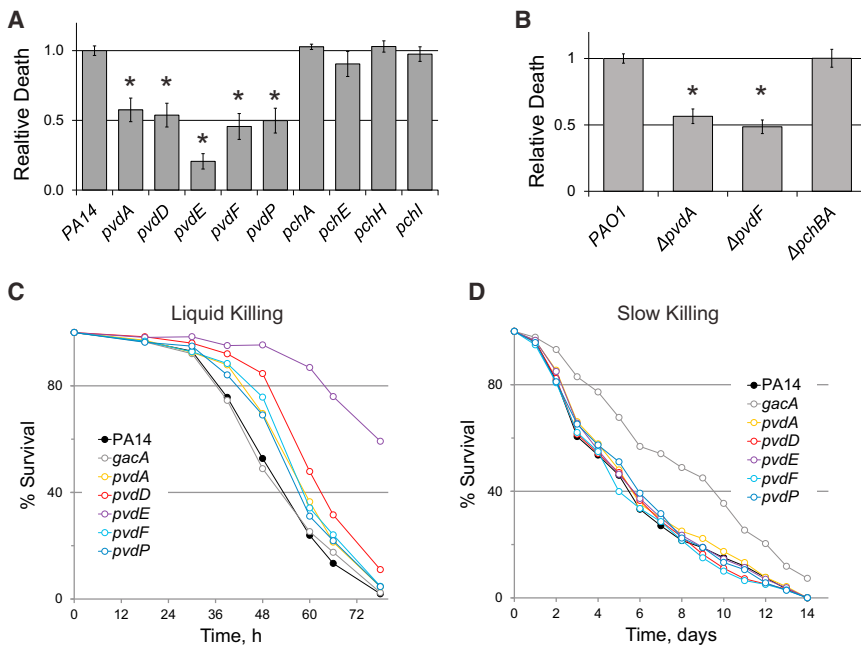 A
Realtive Death
1.0
0.5
0.0
* * * * *
PA14 pvdA pvdD pvdE pvdF pvdP pchA pchE pchH pchI
B
Relative Death
1
0.5
0
* *
PAO1 ΔpvdA ΔpvdF ΔpchBA
C
Liquid Killing
% Survival
80
40
0
PA14
gacA
pvdA
pvdD
pvdE
pvdF
pvdP
0 12 24 36 48 60 72
Time, h
D
Slow Killing
% Survival
80
40
0
PA14
gacA
pvdA
pvdD
pvdE
pvdF
pvdP
0 2 4 6 8 10 12 14
Time, days